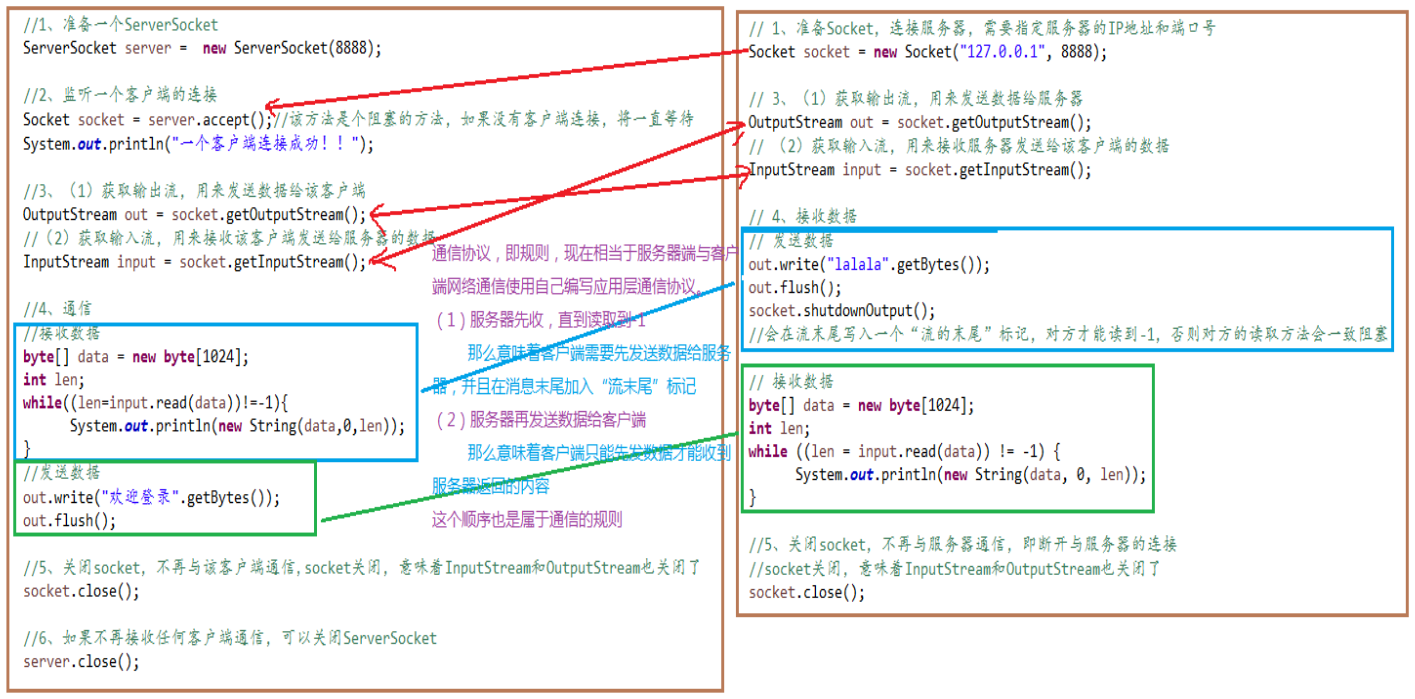 //1、准备一个ServerSocket
ServerSocket server =  new ServerSocket(8888);
//2、监听一个客户端的连接
Socket socket = server.accept();//该方法是个阻塞的方法，如果没有客户端连接，将一直等待
System.out.println("一个客户端连接成功！！");
//3、（1）获取输出流，用来发送数据给该客户端
OutputStream out = socket.getOutputStream();
//（2）获取输入流，用来接收该客户端发送给服务器的数据
InputStream input = socket.getInputStream();
//4、通信
//接收数据
byte[] data = new byte[1024];
int len;
while((len=input.read(data))!=-1){
System.out.println(new String(data,0,len));
}
//发送数据
out.write("欢迎登录".getBytes());
out.flush();
//5、关闭socket，不再与该客户端通信,socket关闭，意味着InputStream和OutputStream也关闭了
socket.close();
//6、如果不再接收任何客户端通信，可以关闭ServerSocket
server.close();
通信协议，即规则，现在相当于服务器端与客户
端网络通信使用自己编写应用层通信协议。
（1）服务器先收，直到读取到-1
那么意味着客户端需要先发送数据给服务
器，并且在消息末尾加入“流末尾”标记
（2）服务器再发送数据给客户端
那么意味着客户端只能先发数据才能收到
服务器返回的内容
这个顺序也是属于通信的规则
// 1、准备Socket，连接服务器，需要指定服务器的IP地址和端口号
Socket socket = new Socket("127.0.0.1", 8888);
// 3、（1）获取输出流，用来发送数据给服务器
OutputStream out = socket.getOutputStream();
// （2）获取输入流，用来接收服务器发送给该客户端的数据
InputStream input = socket.getInputStream();
// 4、接收数据
// 发送数据
out.write("lalala".getBytes());
out.flush();
socket.shutdownOutput();
//会在流末尾写入一个“流的末尾”标记，对方才能读到-1，否则对方的读取方法会一致阻塞
// 接收数据
byte[] data = new byte[1024];
int len;
while ((len = input.read(data)) != -1) {
System.out.println(new String(data, 0, len));
}
//5、关闭socket，不再与服务器通信，即断开与服务器的连接
//socket关闭，意味着InputStream和OutputStream也关闭了
socket.close();